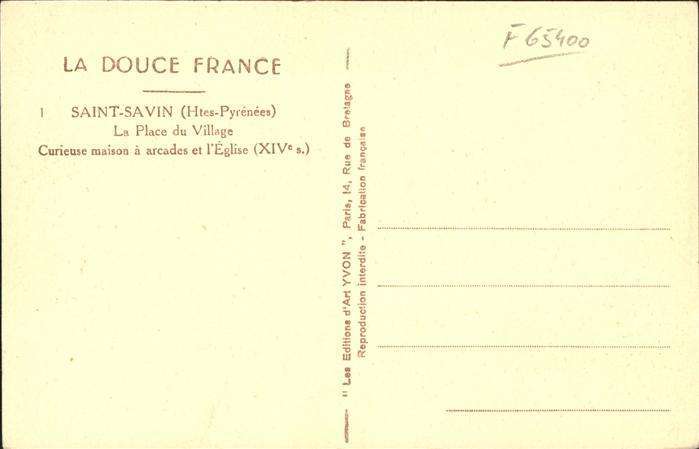 LA DOUCE FRANCE
1 SAINT-SAVIN (Htes-Pyrénées)
La Place du Village
Curieuse maison à arcades et l'Église (XIVe s.)
" Les Editions d'Art YVON ", Paris, 14, Rue de Bretagne
Reproduction interdite - Fabrication française
F 65400